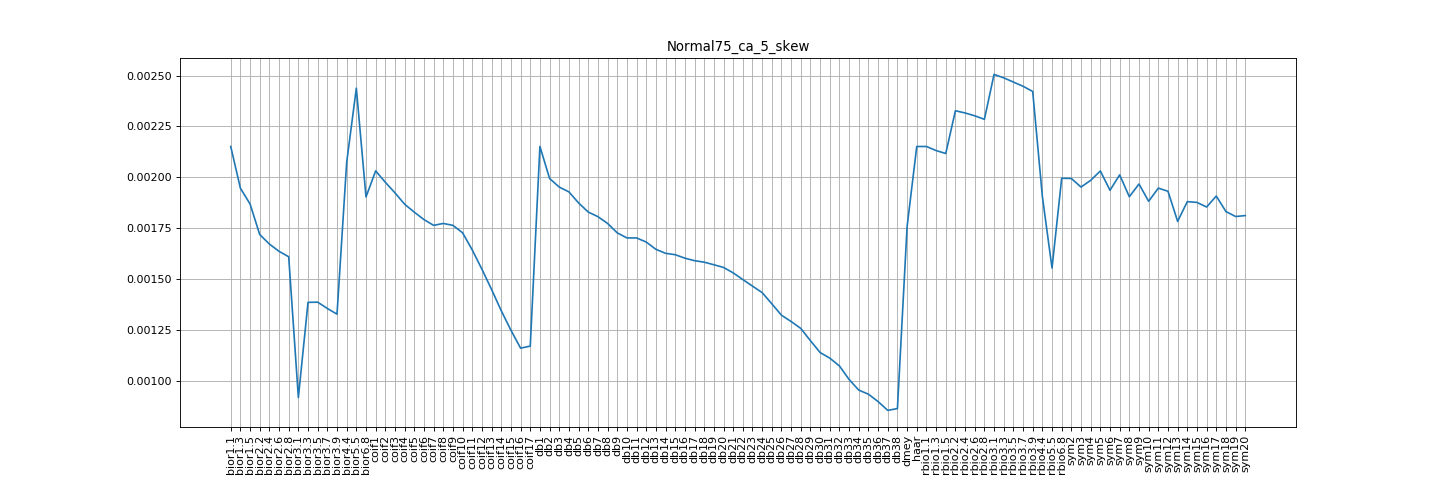 Normal75_ca_5_skew
0.00250
0.00225
0.00200
0.00175
0.00150
0.00125
0.00100
bior1.1
bior1.3
bior1.5
bior2.2
bior2.4
bior2.6
bior2.8
bior3.1
bior3.3
bior3.5
bior3.7
bior3.9
bior4.4
bior5.5
bior6.8
coif1
coif2
coif3
coif4
coif5
coif6
coif7
coif8
coif9
coif10
coif11
coif12
coif13
coif14
coif15
coif16
coif17
db1
db2
db3
db4
db5
db6
db7
db8
db9
db10
db11
db12
db13
db14
db15
db16
db17
db18
db19
db20
db21
db22
db23
db24
db25
db26
db27
db28
db29
db30
db31
db32
db33
db34
db35
db36
db37
db38
dmey
haar
rbio1.1
rbio1.3
rbio1.5
rbio2.2
rbio2.4
rbio2.6
rbio2.8
rbio3.1
rbio3.3
rbio3.5
rbio3.7
rbio3.9
rbio4.4
rbio5.5
rbio6.8
sym2
sym3
sym4
sym5
sym6
sym7
sym8
sym9
sym10
sym11
sym12
sym13
sym14
sym15
sym16
sym17
sym18
sym19
sym20